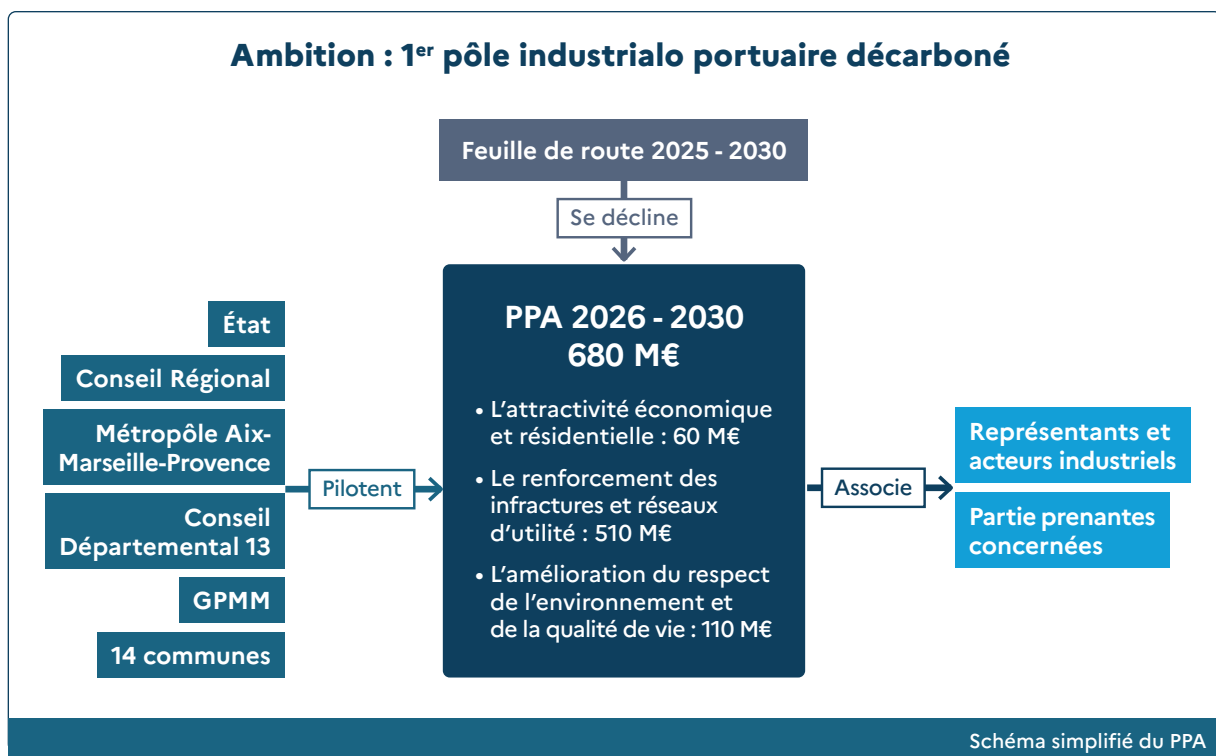 Ambition : 1er pôle industrialo portuaire décarboné
Feuille de route 2025 - 2030
Se décline
État
Conseil Régional
Métropôle Aix-
Marseille-Provence
Conseil
Départemental 13
GPMM
14 communes
Pilotent
PPA 2026 - 2030
680 M€
• L'attractivité économique
et résidentielle : 60 M€
• Le renforcement des
infractures et réseaux
d'utilité : 510 M€
• L'amélioration du respect
de l'environnement et
de la qualité de vie : 110 M€
Associe
Représentants et
acteurs industriels
Partie prenantes
concernées
Schéma simplifié du PPA